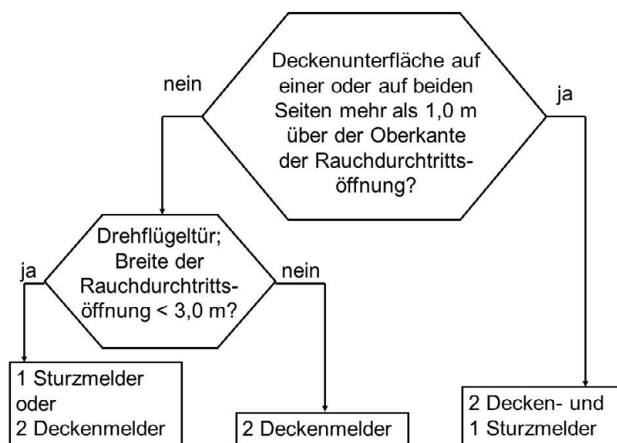 Deckenunterfläche auf
einer oder auf beiden
Seiten mehr als 1,0 m
über der Oberkante
der Rauchdurchtritts-
öffnung?
nein
ja
Drehflügeltür;
Breite der
Rauchdurchtritts-
öffnung < 3,0 m?
ja
nein
1 Sturzmelder
oder
2 Deckenmelder
2 Deckenmelder
2 Decken- und
1 Sturzmelder